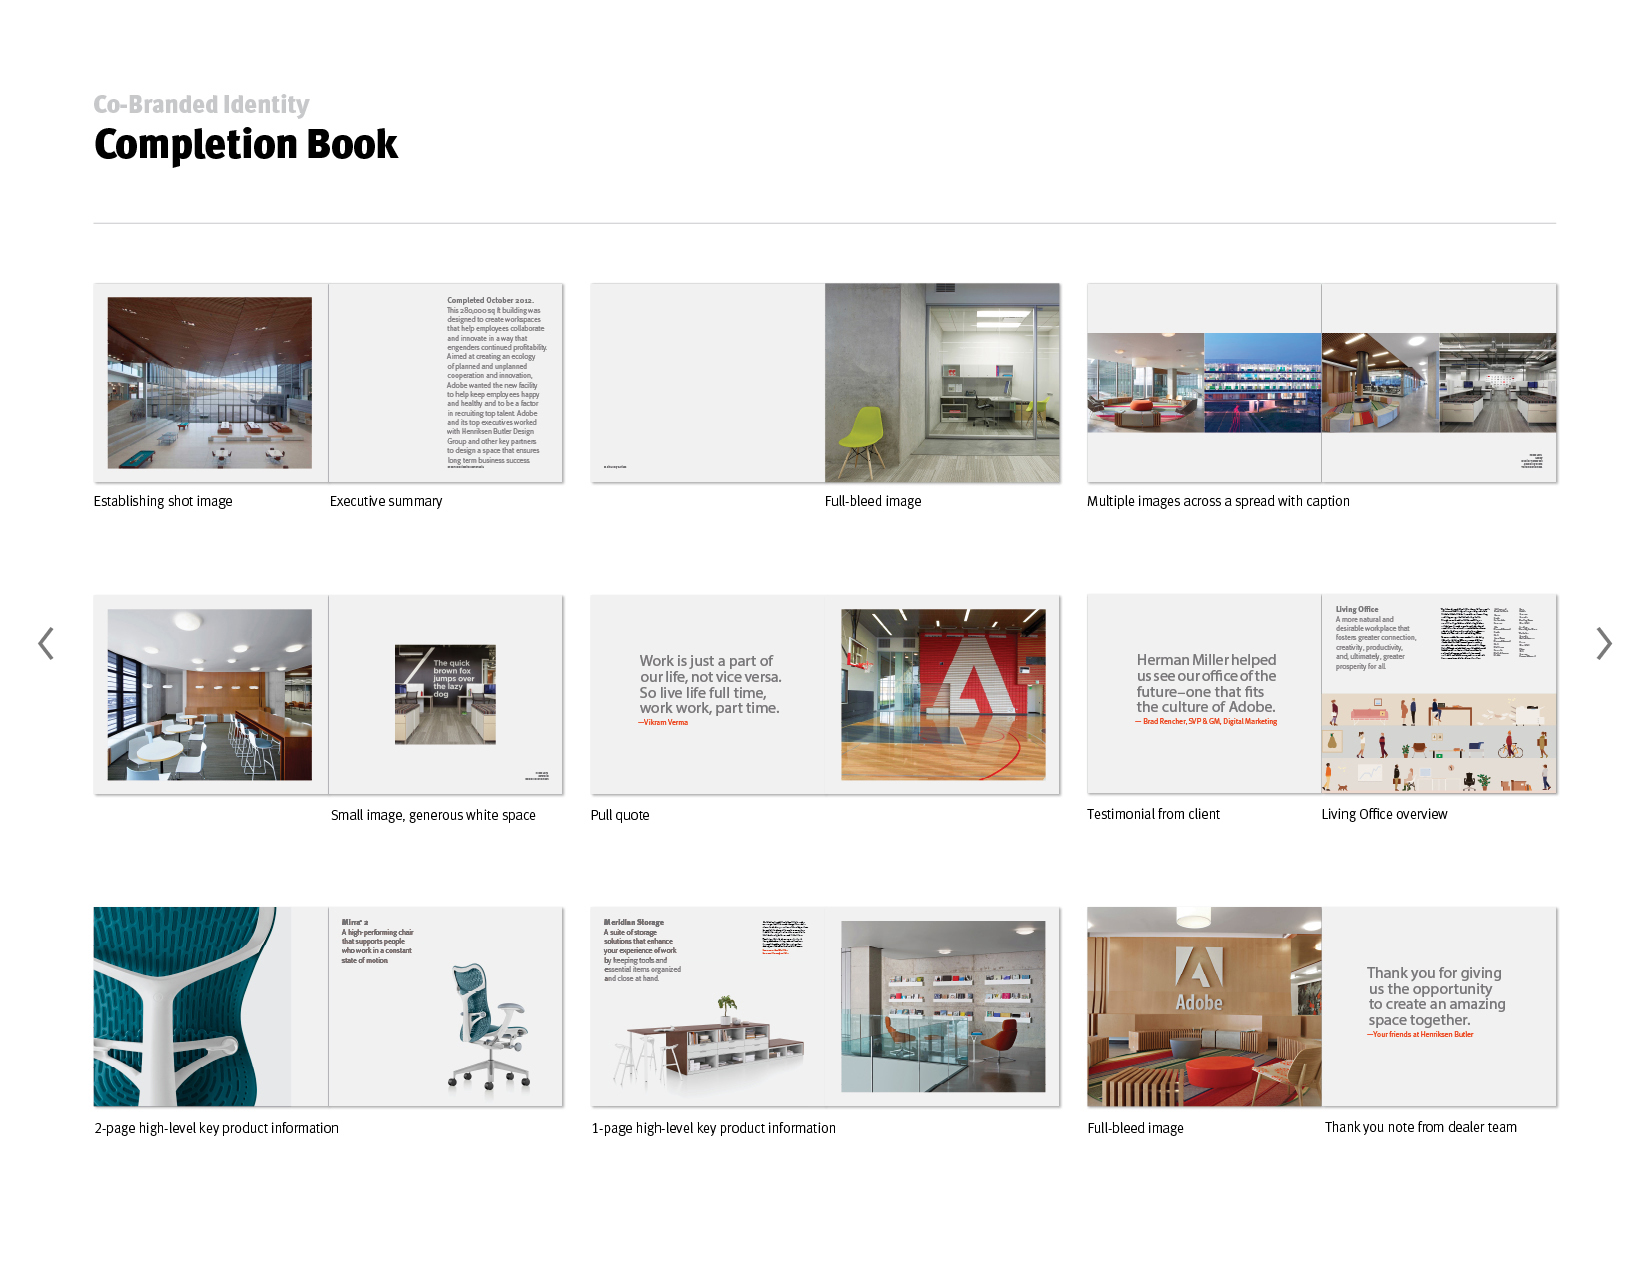 Co-Branded Identity
Completion Book
Completed October 2012.
This 280,000 sq ft building was
designed to create workspaces
that help employees collaborate
and innovate in a way that
engenders continued profitability.
Aimed at creating an ecology
of planned and unplanned
cooperation and innovation,
Adobe wanted the new facility
to help keep employees happy
and healthy and to be a factor
in recruiting top talent. Adobe
and its top executives worked
with Henriksen Butler Design
Group and other key partners
to design a space that ensures
long term business success.
Establishing shot image
Executive summary
Full-bleed image
Multiple images across a spread with caption
The quick
brown fox
jumps over
the lazy
dog
Small image, generous white space
Work is just a part of
our life, not vice versa.
So live life full time,
work work, part time.
—Vikram Verma
Pull quote
Herman Miller helped
us see our office of the
future–one that fits
the culture of Adobe.
— Brad Rencher, SVP & GM, Digital Marketing
Testimonial from client
Living Office
A more natural and
desirable workplace that
fosters greater connection,
creativity, productivity,
and, ultimately, greater
prosperity for all.
Living Office overview
Mirra® 2
A high-performing chair
that supports people
who work in a constant
state of motion
2-page high-level key product information
Meridian Storage
A suite of storage
solutions that enhance
your experience of work
by keeping tools and
essential items organized
and close at hand.
1-page high-level key product information
Adobe
Full-bleed image
Thank you for giving
us the opportunity
to create an amazing
space together.
—Your friends at Henriksen Butler
Thank you note from dealer team